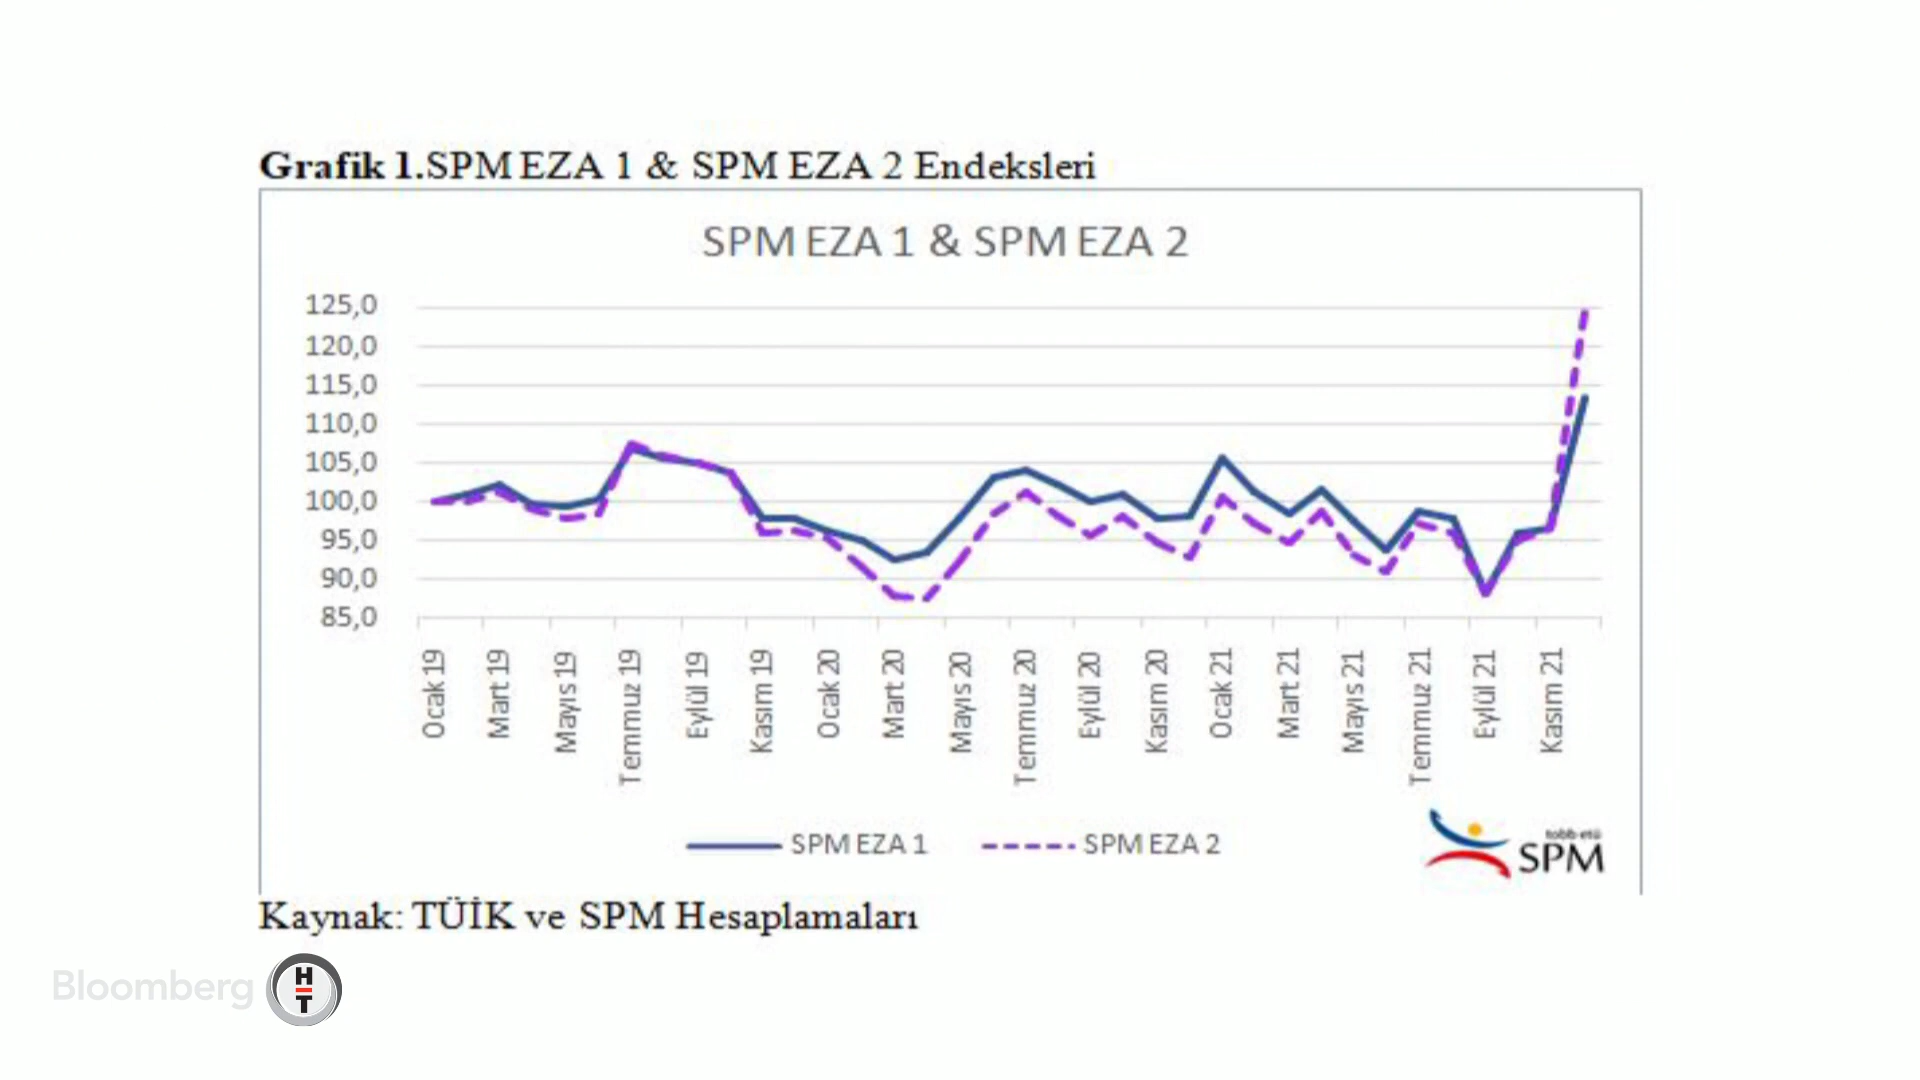 Grafik 1.SPM EZA 1 & SPM EZA 2 Endeksleri
SPM EZA 1 & SPM EZA 2
125,0
120,0
115,0
110,0
105,0
100,0
95,0
90,0
85,0
Ocak 19
Mart 19
Mayıs 19
Temmuz 19
Eylül 19
Kasım 19
Ocak 20
Mart 20
Mayıs 20
Temmuz 20
Eylül 20
Kasım 20
Ocak 21
Mart 21
Mayıs 21
Temmuz 21
Eylül 21
Kasım 21
SPM EZA 1
SPM EZA 2
tobb etü
SPM
Kaynak: TÜİK ve SPM Hesaplamaları
Bloomberg HT